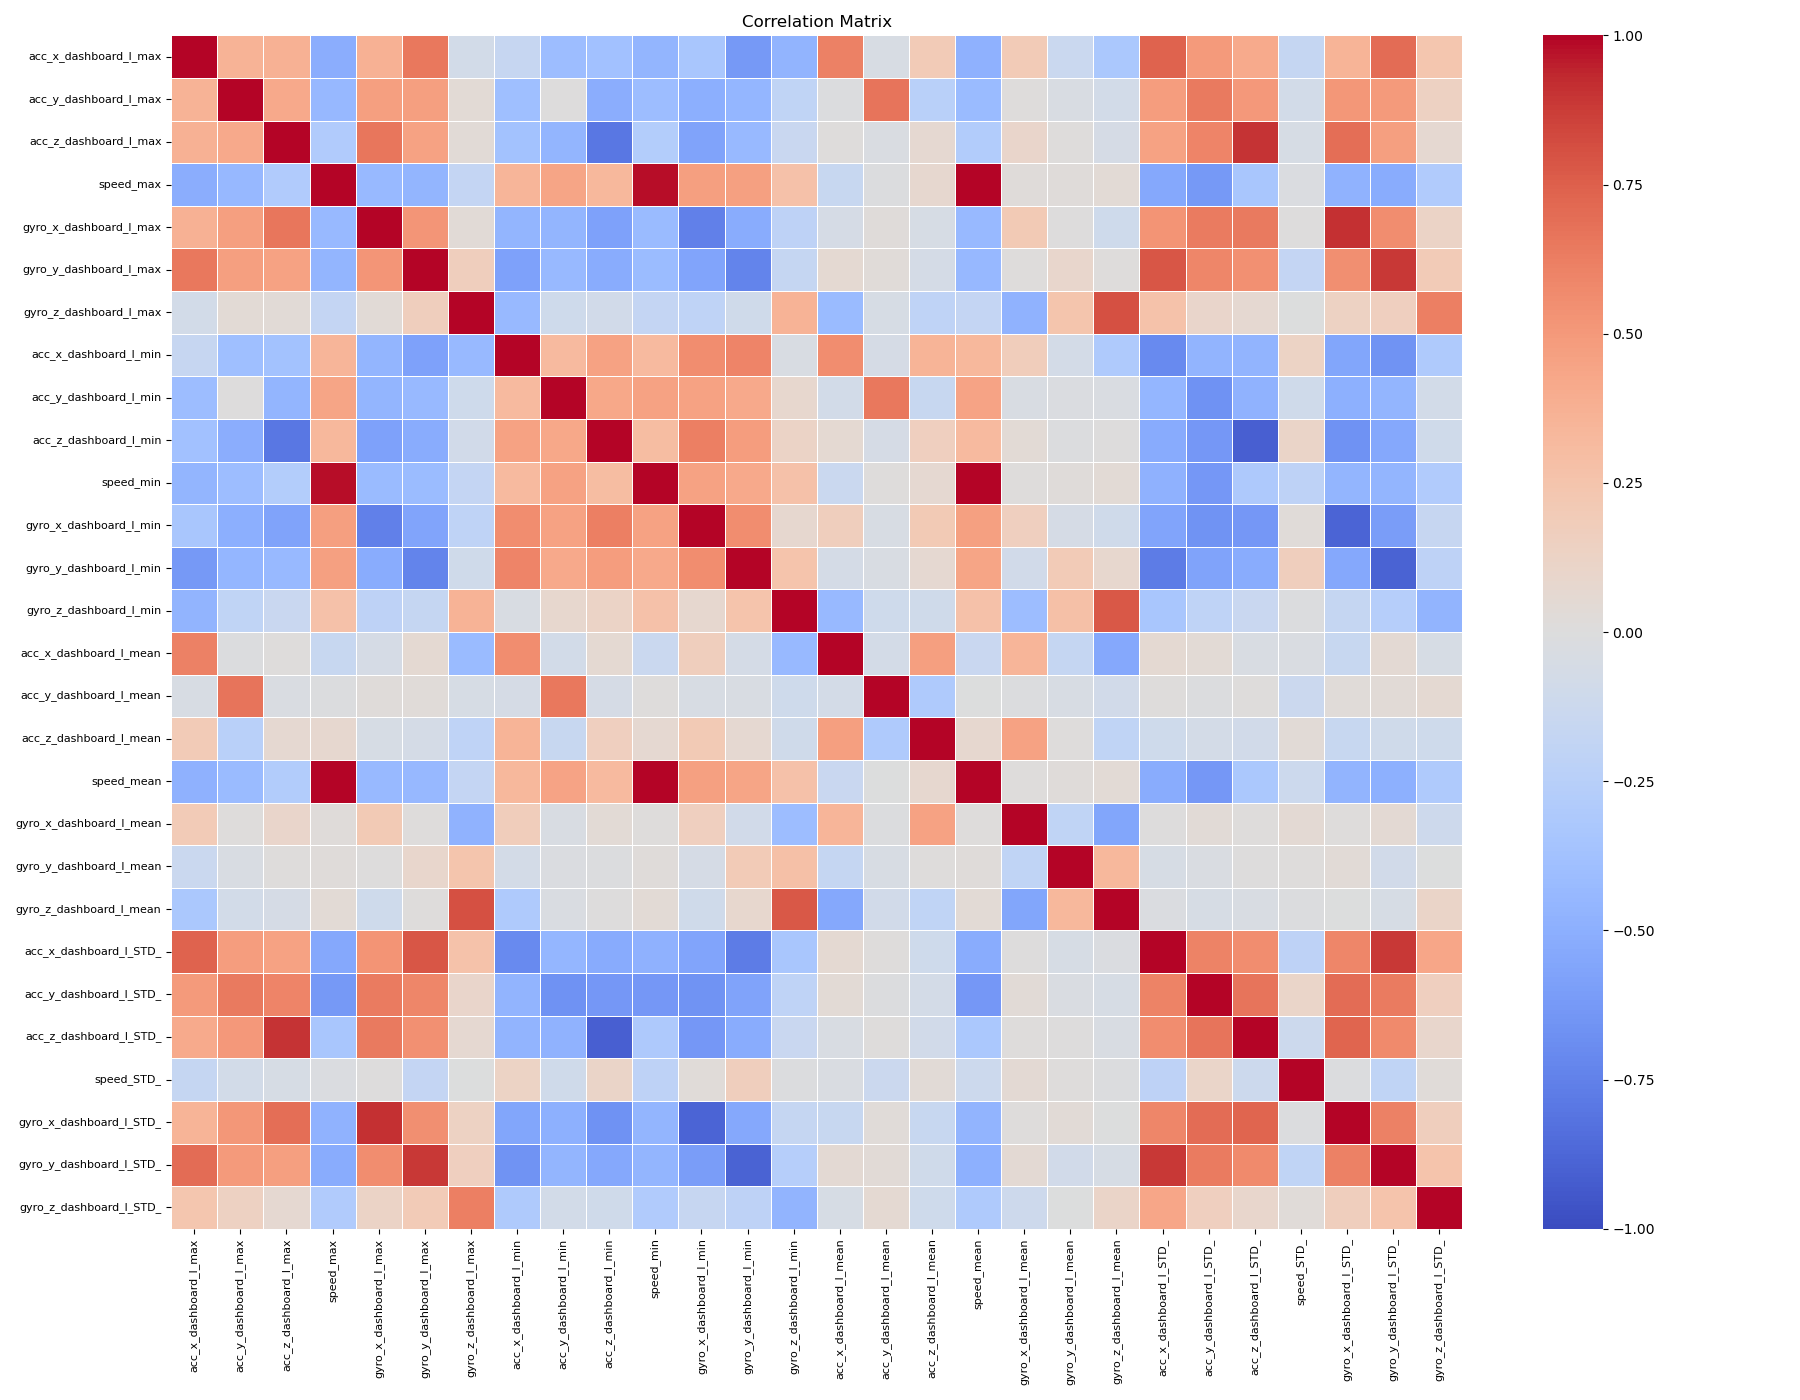 Correlation Matrix
acc_x_dashboard_l_max
acc_y_dashboard_l_max
acc_z_dashboard_l_max
speed_max
gyro_x_dashboard_l_max
gyro_y_dashboard_l_max
gyro_z_dashboard_l_max
acc_x_dashboard_l_min
acc_y_dashboard_l_min
acc_z_dashboard_l_min
speed_min
gyro_x_dashboard_l_min
gyro_y_dashboard_l_min
gyro_z_dashboard_l_min
acc_x_dashboard_l_mean
acc_y_dashboard_l_mean
acc_z_dashboard_l_mean
speed_mean
gyro_x_dashboard_l_mean
gyro_y_dashboard_l_mean
gyro_z_dashboard_l_mean
acc_x_dashboard_l_STD_
acc_y_dashboard_l_STD_
acc_z_dashboard_l_STD_
speed_STD_
gyro_x_dashboard_l_STD_
gyro_y_dashboard_l_STD_
gyro_z_dashboard_l_STD_
acc_x_dashboard_l_max
acc_y_dashboard_l_max
acc_z_dashboard_l_max
speed_max
gyro_x_dashboard_l_max
gyro_y_dashboard_l_max
gyro_z_dashboard_l_max
acc_x_dashboard_l_min
acc_y_dashboard_l_min
acc_z_dashboard_l_min
speed_min
gyro_x_dashboard_l_min
gyro_y_dashboard_l_min
gyro_z_dashboard_l_min
acc_x_dashboard_l_mean
acc_y_dashboard_l_mean
acc_z_dashboard_l_mean
speed_mean
gyro_x_dashboard_l_mean
gyro_y_dashboard_l_mean
gyro_z_dashboard_l_mean
acc_x_dashboard_l_STD_
acc_y_dashboard_l_STD_
acc_z_dashboard_l_STD_
speed_STD_
gyro_x_dashboard_l_STD_
gyro_y_dashboard_l_STD_
gyro_z_dashboard_l_STD_
1.00
0.75
0.50
0.25
0.00
−0.25
−0.50
−0.75
−1.00